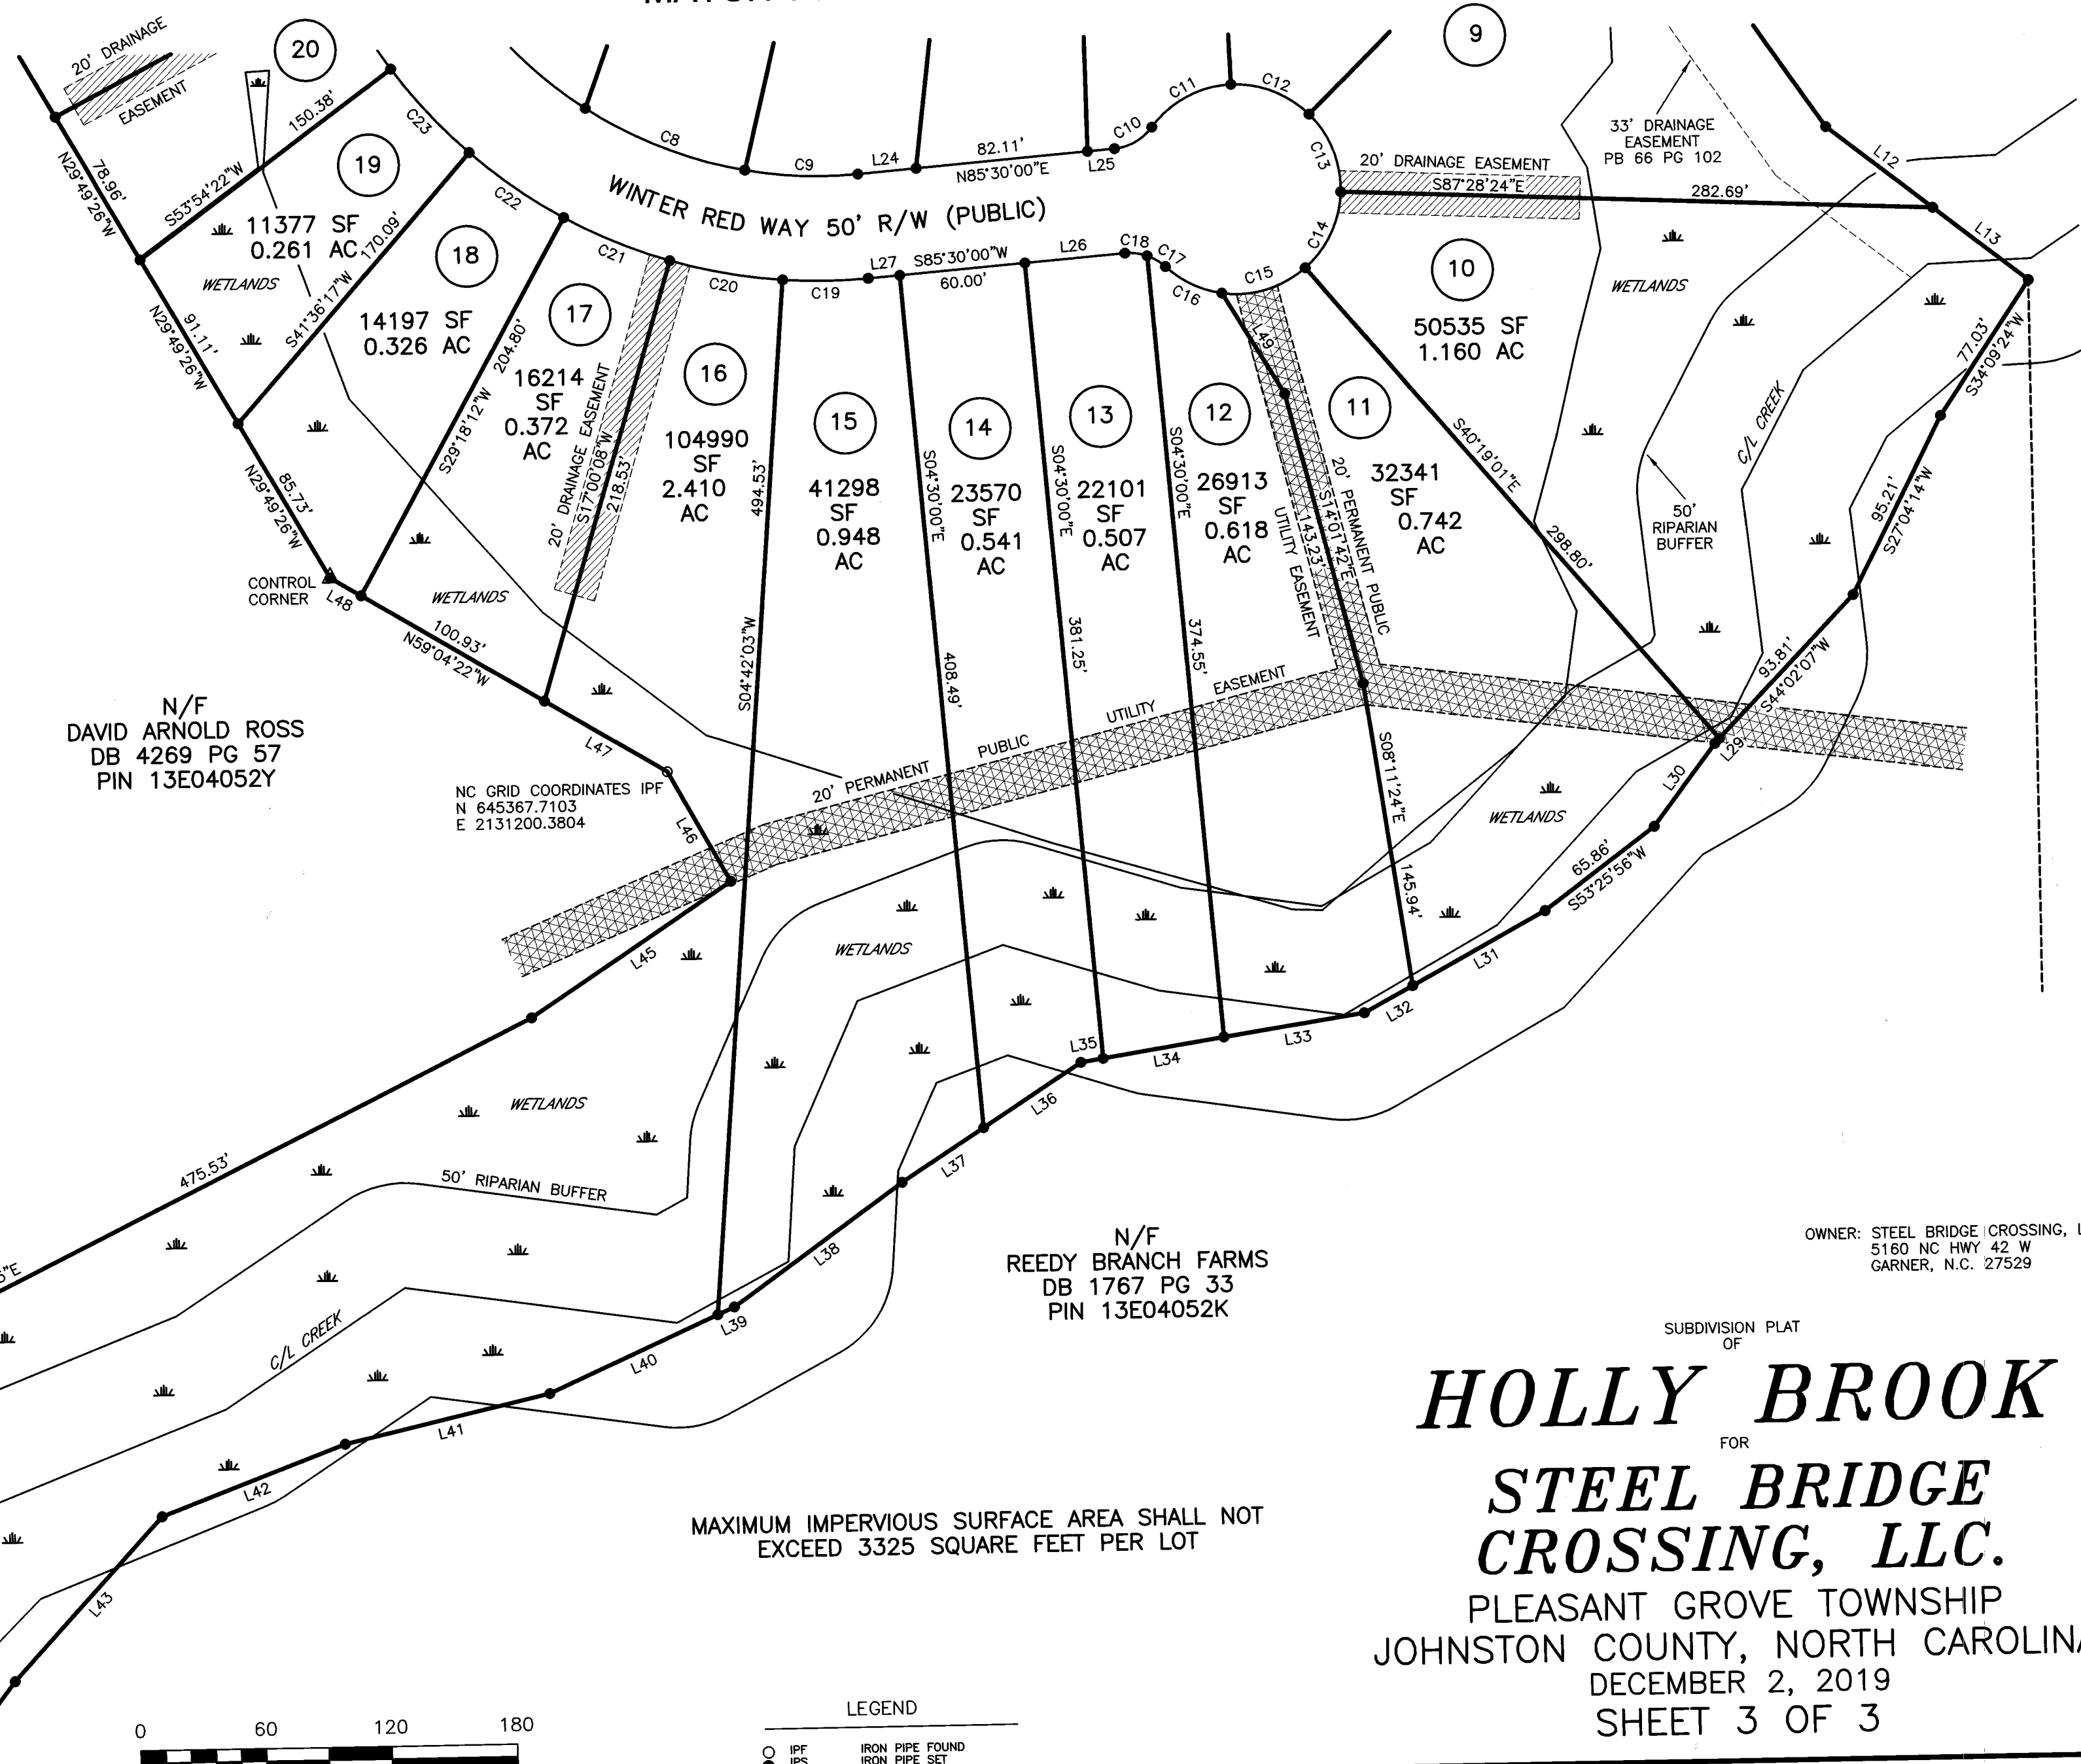 20' DRAINAGE
EASEMENT
20
9
C23
150.38'
S53°54'22"W
78.96'
N29°49'26"W
19
11377 SF
0.261 AC
WETLANDS
S41°36'17"W 170.09'
91.11'
N29°49'26"W
C22
18
14197 SF
0.326 AC
85.73'
N29°49'26"W
S29°18'12"W 204.80'
CONTROL
CORNER
L48
WETLANDS
100.93'
N59°04'22"W
C21
17
16214
SF
0.372
AC
20' DRAINAGE EASEMENT
S17°00'08"W
218.53'
C20
16
104990
SF
2.410
AC
S04°42'03"W 494.53'
C8
C9
L24
82.11'
N85°30'00"E
L25
C10
C11
C12
C13
C14
C15
C16
C17
C18
WINTER RED WAY 50' R/W (PUBLIC)
C19
L27
S85°30'00"W
60.00'
L26
15
41298
SF
0.948
AC
S04°30'00"E
408.49'
14
23570
SF
0.541
AC
S04°30'00"E
381.25'
13
22101
SF
0.507
AC
S04°30'00"E
374.55'
12
26913
SF
0.618
AC
L49
20' PERMANENT PUBLIC
S14°01'42"E
143.23'
UTILITY EASEMENT
11
32341
SF
0.742
AC
20' DRAINAGE EASEMENT
S87°28'24"E
282.69'
33' DRAINAGE
EASEMENT
PB 66 PG 102
L12
L13
10
50535 SF
1.160 AC
WETLANDS
S40°19'01"E
298.80'
C/L CREEK
50'
RIPARIAN
BUFFER
77.03'
S34°09'24"W
95.21'
S27°04'14"W
93.81'
S44°02'07"W
L29
L30
WETLANDS
65.86'
S53°25'56"W
S08°11'24"E
145.94'
L31
L32
L33
L34
L35
L36
L37
L38
L39
L40
L41
L42
L43
20' PERMANENT PUBLIC UTILITY EASEMENT
L47
L46
L45
N/F
DAVID ARNOLD ROSS
DB 4269 PG 57
PIN 13E04052Y
NC GRID COORDINATES IPF
N 645367.7103
E 2131200.3804
WETLANDS
WETLANDS
475.53'
"E
50' RIPARIAN BUFFER
C/L CREEK
N/F
REEDY BRANCH FARMS
DB 1767 PG 33
PIN 13E04052K
OWNER: STEEL BRIDGE CROSSING,
5160 NC HWY 42 W
GARNER, N.C. 27529
SUBDIVISION PLAT
OF
HOLLY BROOK
FOR
STEEL BRIDGE
CROSSING, LLC.
PLEASANT GROVE TOWNSHIP
JOHNSTON COUNTY, NORTH CAROLINA
DECEMBER 2, 2019
SHEET 3 OF 3
MAXIMUM IMPERVIOUS SURFACE AREA SHALL NOT
EXCEED 3325 SQUARE FEET PER LOT
0 60 120 180
LEGEND
IPF IRON PIPE FOUND
IPS IRON PIPE SET